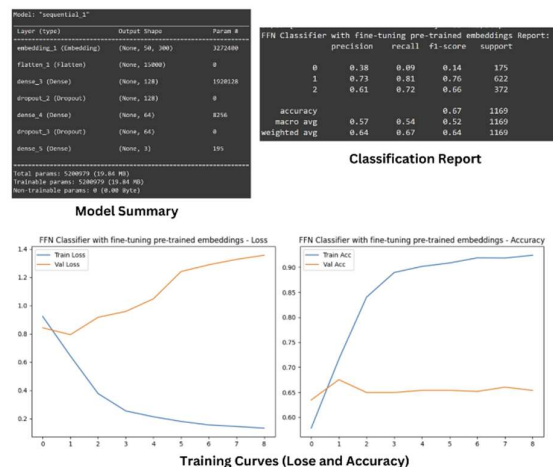 Model: "sequential_1"
Layer (type) Output Shape Param #
embedding_1 (Embedding) (None, 50, 300) 3272400
flatten_1 (Flatten) (None, 15000) 0
dense_3 (Dense) (None, 128) 1920128
dropout_2 (Dropout) (None, 128) 0
dense_4 (Dense) (None, 64) 8256
dropout_3 (Dropout) (None, 64) 0
dense_5 (Dense) (None, 3) 195
Total params: 5200979 (19.84 MB)
Trainable params: 5200979 (19.84 MB)
Non-trainable params: 0 (0.00 Byte)
Model Summary
FFN Classifier with fine-tuning pre-trained embeddings Report:
precision recall f1-score support
0 0.38 0.09 0.14 175
1 0.73 0.81 0.76 622
2 0.61 0.72 0.66 372
accuracy 0.67 1169
macro avg 0.57 0.54 0.52 1169
weighted avg 0.64 0.67 0.64 1169
Classification Report
FFN Classifier with fine-tuning pre-trained embeddings - Loss
Train Loss
Val Loss
1.4
1.2
1.0
0.8
0.6
0.4
0.2
0 1 2 3 4 5 6 7 8
FFN Classifier with fine-tuning pre-trained embeddings - Accuracy
Train Acc
Val Acc
0.90
0.85
0.80
0.75
0.70
0.65
0.60
0 1 2 3 4 5 6 7 8
Training Curves (Lose and Accuracy)